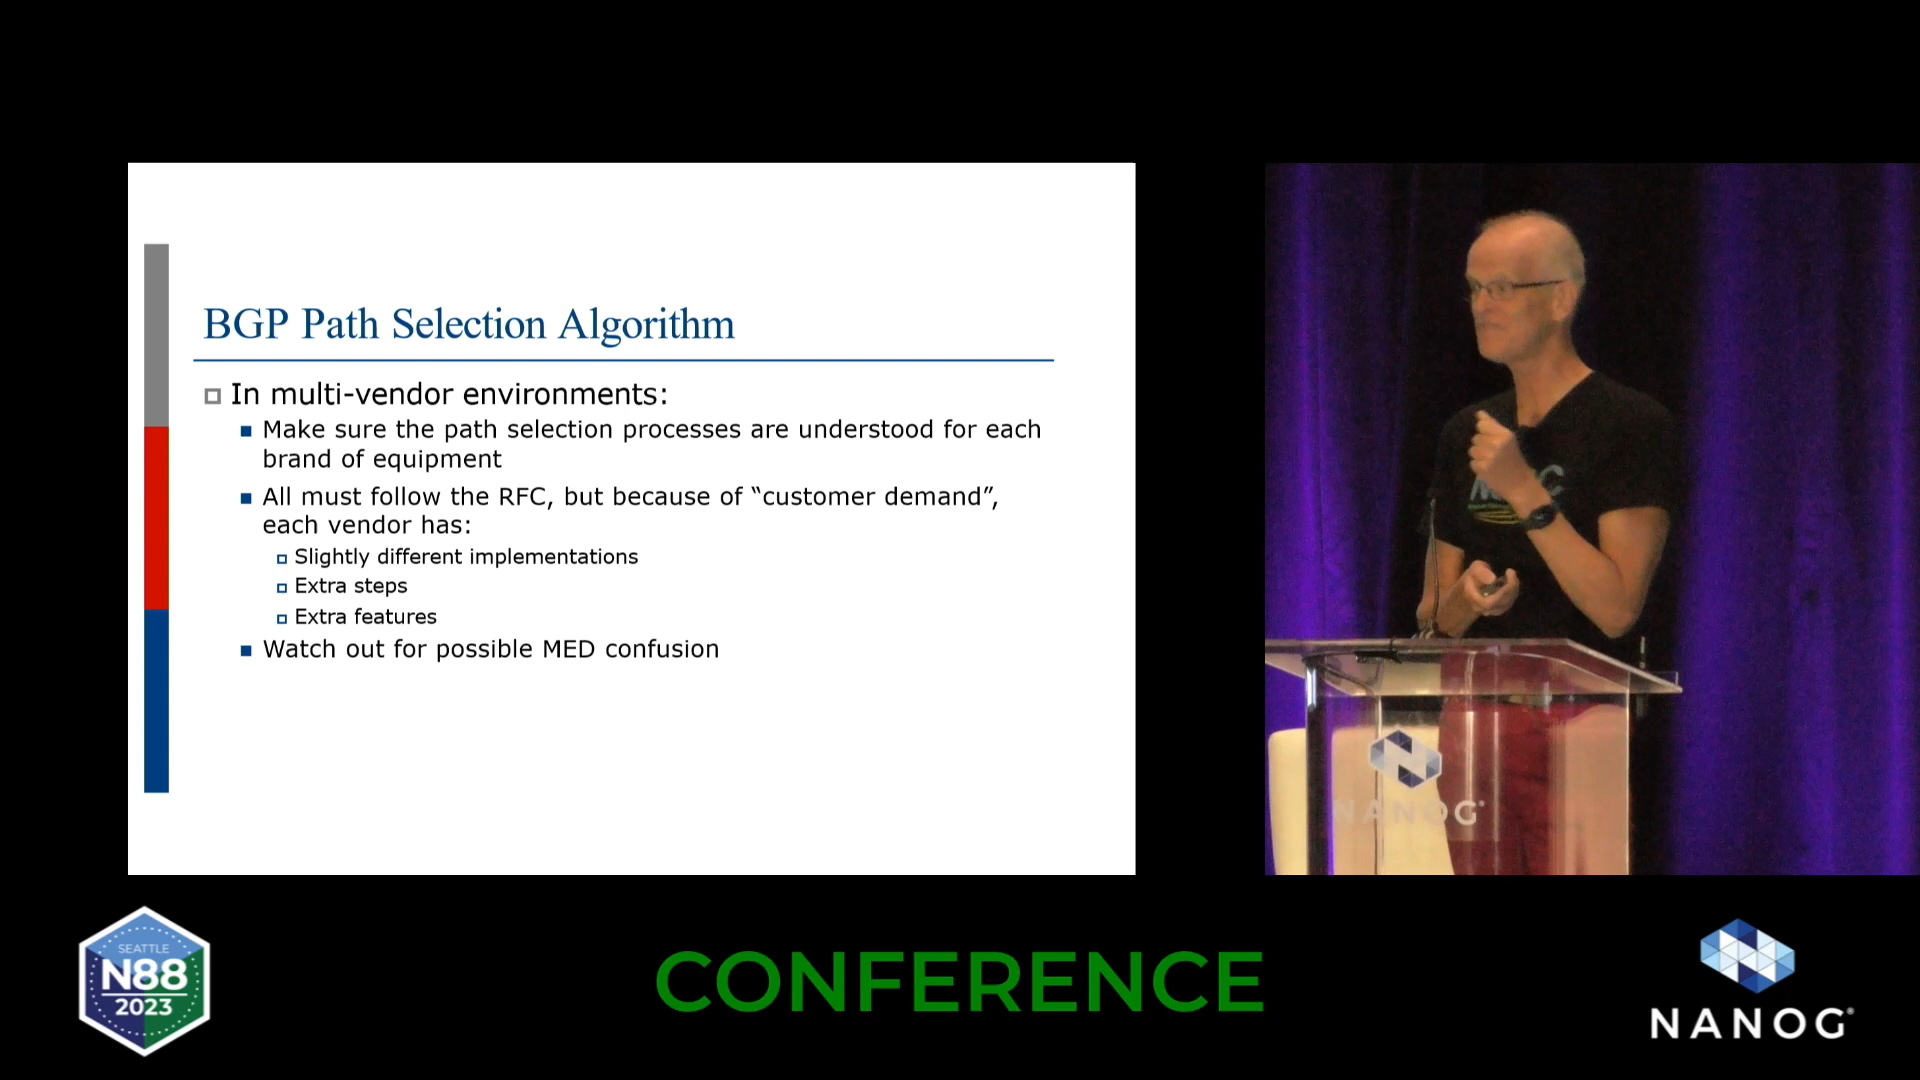 BGP Path Selection Algorithm
In multi-vendor environments:
Make sure the path selection processes are understood for each
brand of equipment
All must follow the RFC, but because of “customer demand”,
each vendor has:
Slightly different implementations
Extra steps
Extra features
Watch out for possible MED confusion
NANOG
SEATTLE
N88
2023
CONFERENCE
NANOG®